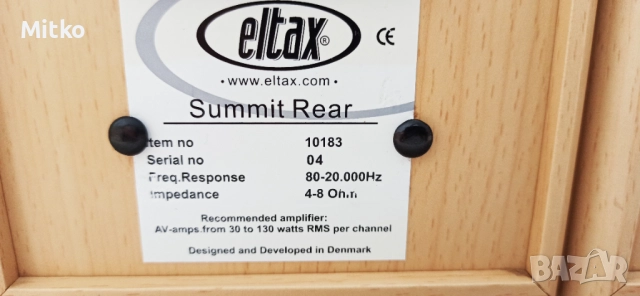 Mitko
eltax®
CE
· www.eltax.com ·
Summit Rear
Item no 10183
Serial no 04
Freq.Response 80-20.000Hz
Impedance 4-8 Ohm
Recommended amplifier:
AV-amps.from 30 to 130 watts RMS per channel
Designed and Developed in Denmark
BAZAR